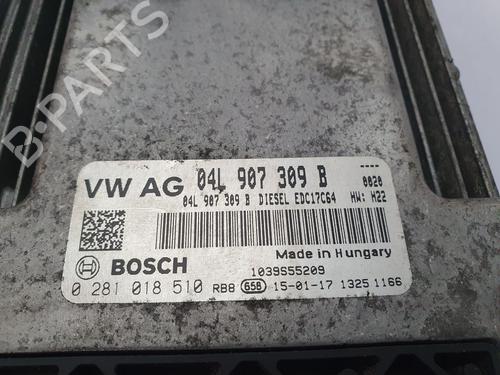 B-PARTS
VW AG 04L 907 309 B
04L 907 309 B DIESEL EDC17C64
0020
HW: H22
Made in Hungary
BOSCH
1039S55209
0 281 018 510 RB8 658 15-01-17 1325 1166